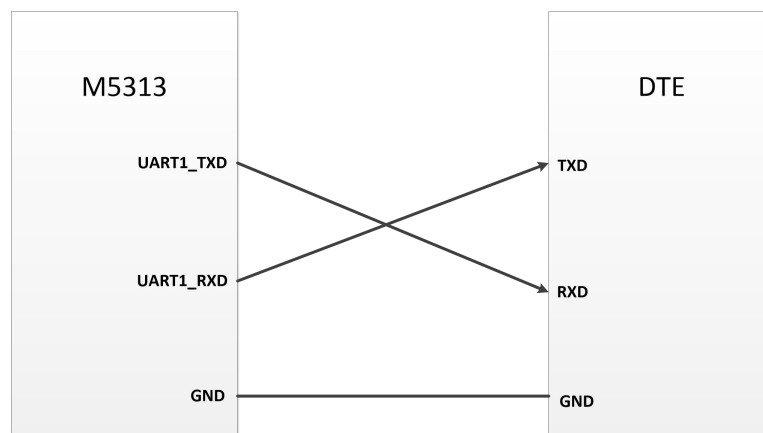 M5313
DTE
UART1_TXD
TXD
UART1_RXD
RXD
GND
GND